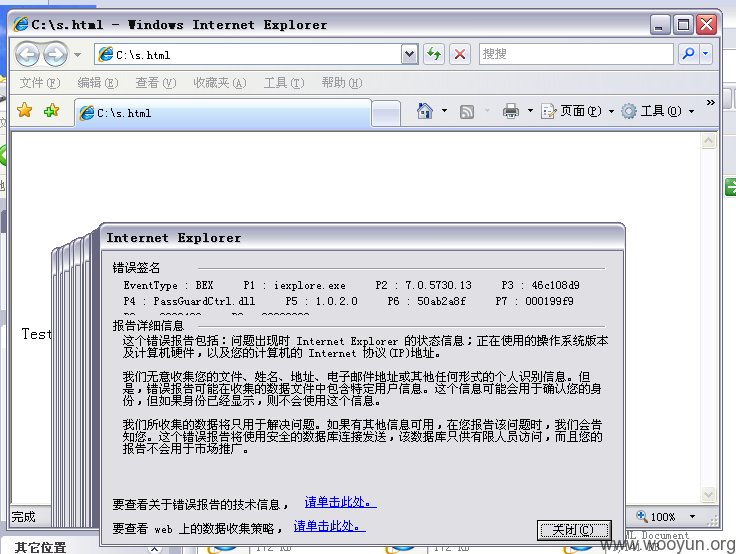 C:\s.html - Windows Internet Explorer
C:\s.html
搜搜
文件(F) 编辑(E) 查看(V) 收藏夹(A) 工具(T) 帮助(H)
C:\s.html
页面(P)
工具(O)
»
Test
Internet Explorer
错误签名
EventType : BEX P1 : iexplore.exe P2 : 7.0.5730.13 P3 : 46c108d9
P4 : PassGuardCtrl.dll P5 : 1.0.2.0 P6 : 50ab2a8f P7 : 000199f9
报告详细信息
这个错误报告包括：问题出现时 Internet Explorer 的状态信息；正在使用的操作系统版本
及计算机硬件，以及您的计算机的 Internet 协议(IP)地址。
我们无意收集您的文件、姓名、地址、电子邮件地址或其他任何形式的个人识别信息。但
是，错误报告可能在收集的数据文件中包含特定用户信息。这个信息可能会用于确认您的身
份，但如果身份已经显示，则不会使用这个信息。
我们所收集的数据将只用于解决问题。如果有其他信息可用，在您报告该问题时，我们会告
知您。这个错误报告将使用安全的数据库连接发送，该数据库只供有限人员访问，而且您的
报告不会用于市场推广。
要查看关于错误报告的技术信息， 请单击此处。
要查看 web 上的数据收集策略， 请单击此处。
关闭(C)
完成
100%
其它位置
172 KB
172 KB
ML Document
www.wooyun.org